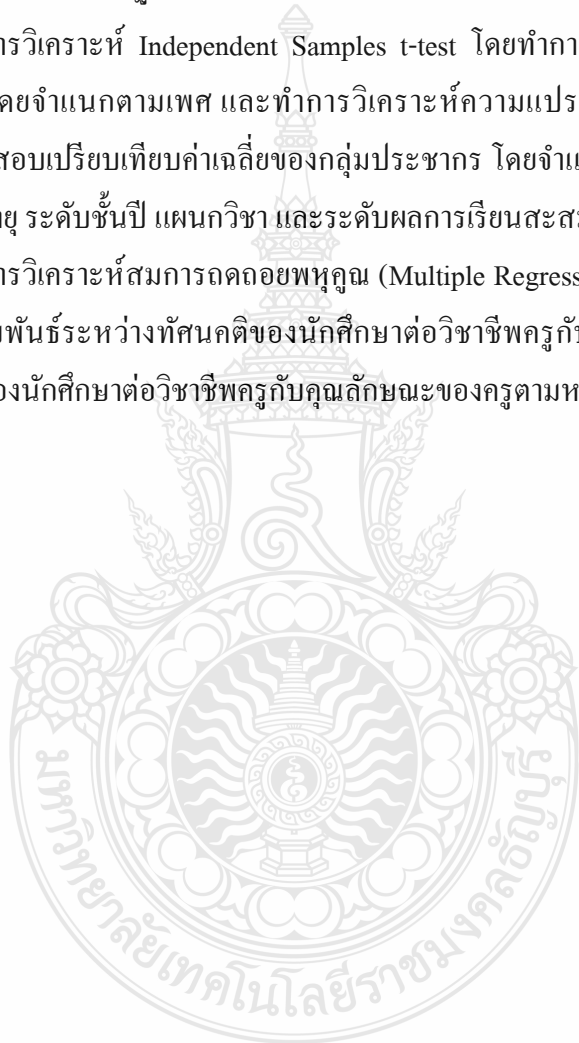 ารวิเคราะห์ Independent Samples t-test โดยทำกา
ดยจำแนกตามเพศ และทำการวิเคราะห์ความแปร
สอบเปรียบเทียบค่าเฉลี่ยของกลุ่มประชากร โดยจำแ
ายุ ระดับชั้นปี แผนกวิชา และระดับผลการเรียนสะส
ารวิเคราะห์สมการถดถอยพหุคูณ (Multiple Regress
พันธ์ระหว่างทัศนคติของนักศึกษาต่อวิชาชีพครูกับ
องนักศึกษาต่อวิชาชีพครูกับคุณลักษณะของครูตามห
มหาวิทยาลัยเทคโนโลยีราชมงคลธัญบุรี